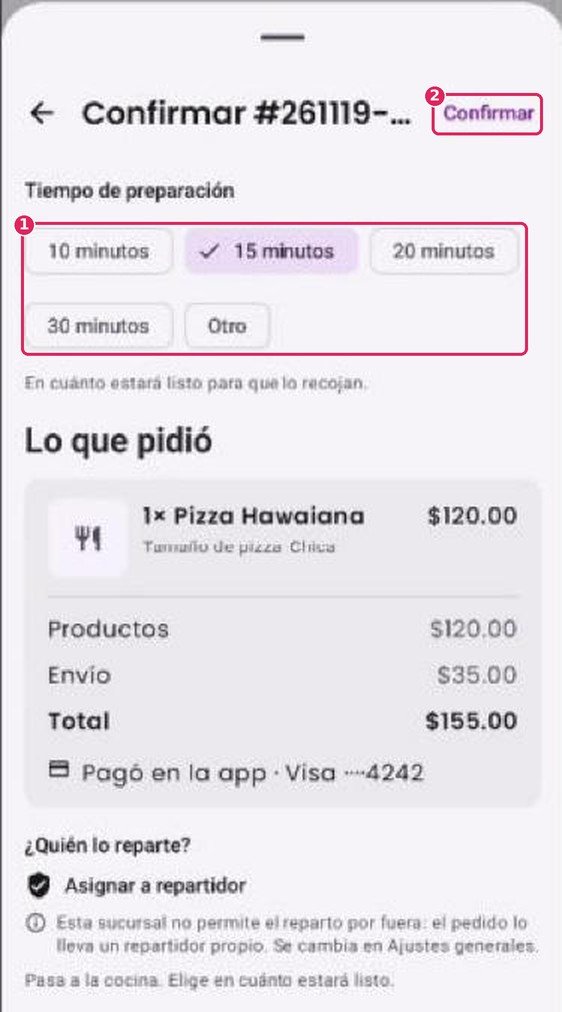 2
← Confirmar #261119-... Confirmar
Tiempo de preparación
1
10 minutos ✓ 15 minutos 20 minutos
30 minutos Otro
En cuánto estará listo para que lo recojan.
Lo que pidió
1× Pizza Hawaiana $120.00
Tamaño de pizza Chica
Productos $120.00
Envío $35.00
Total $155.00
Pagó en la app · Visa ····4242
¿Quién lo reparte?
Asignar a repartidor
Esta sucursal no permite el reparto por fuera: el pedido lo
lleva un repartidor propio. Se cambia en Ajustes generales.
Pasa a la cocina. Elige en cuánto estará listo.